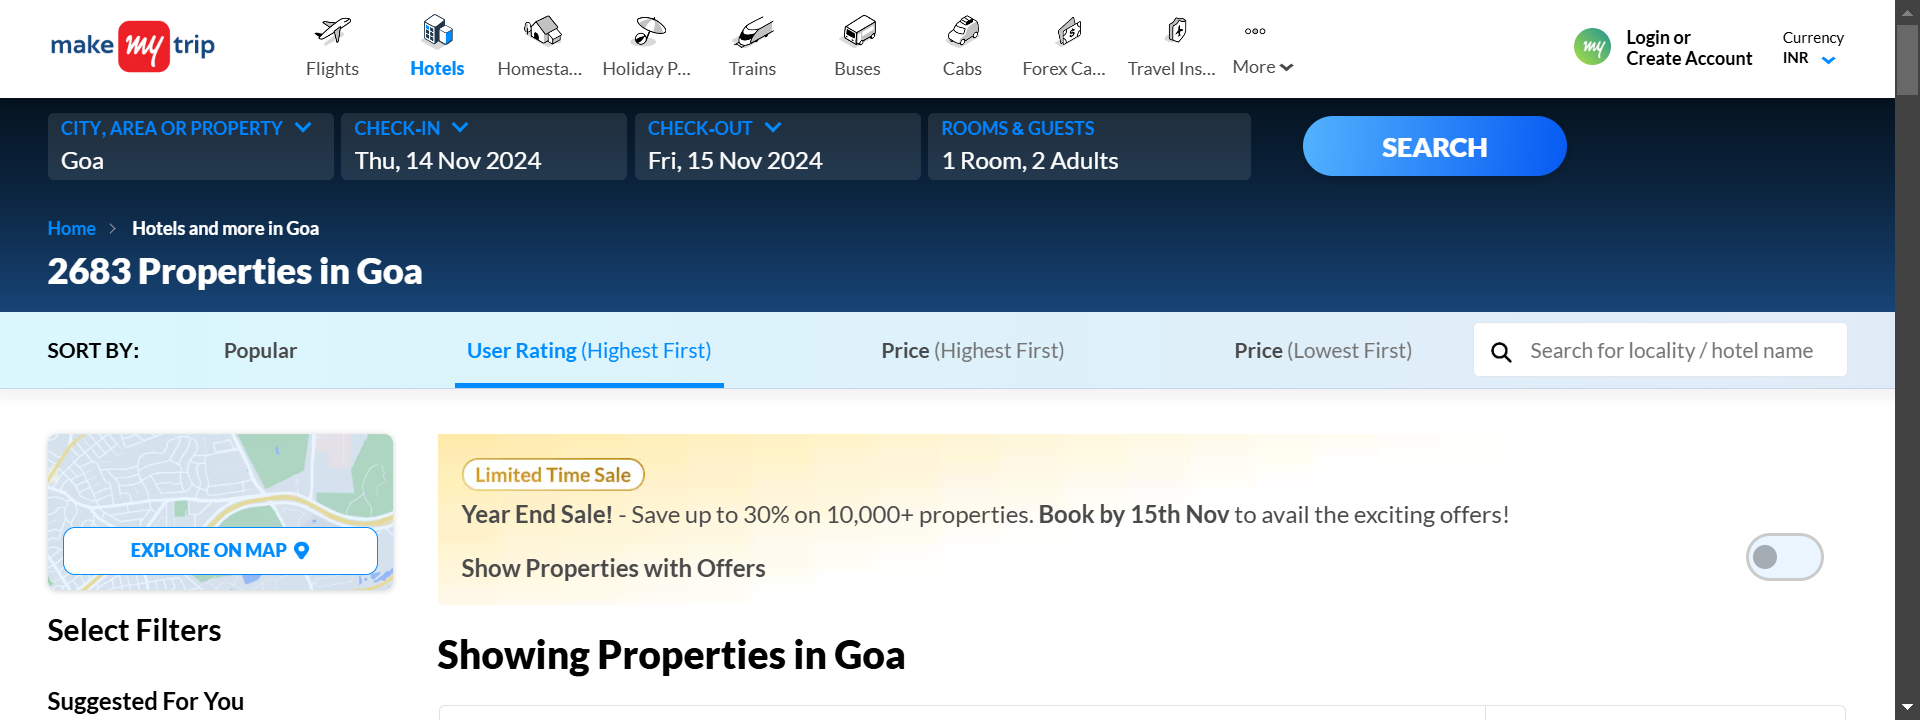 make my trip
Flights
Hotels
Homesta...
Holiday P...
Trains
Buses
Cabs
Forex Ca...
Travel Ins...
More
my
Login or
Create Account
Currency
INR
CITY, AREA OR PROPERTY
Goa
CHECK-IN
Thu, 14 Nov 2024
CHECK-OUT
Fri, 15 Nov 2024
ROOMS & GUESTS
1 Room, 2 Adults
SEARCH
Home > Hotels and more in Goa
2683 Properties in Goa
SORT BY:
Popular
User Rating (Highest First)
Price (Highest First)
Price (Lowest First)
Search for locality / hotel name
EXPLORE ON MAP
Select Filters
Suggested For You
Limited Time Sale
Year End Sale! - Save up to 30% on 10,000+ properties. Book by 15th Nov to avail the exciting offers!
Show Properties with Offers
Showing Properties in Goa